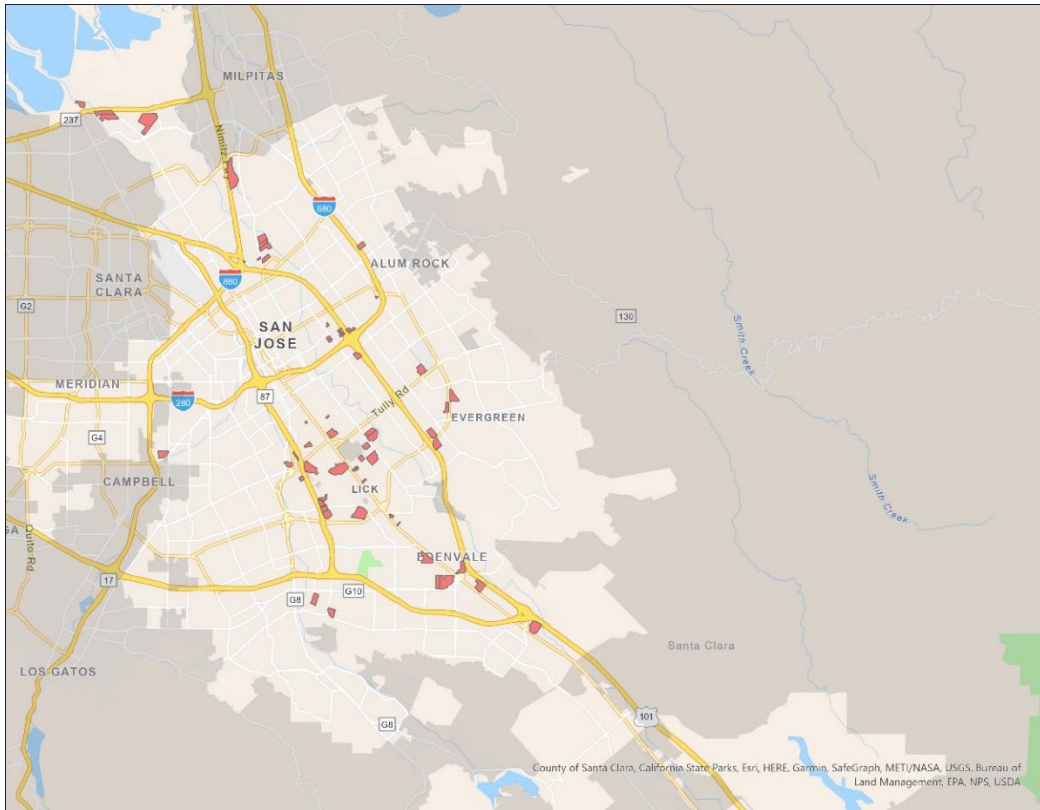 MILPITAS
237
Nimitz Fwy
680
ALUM ROCK
SANTA
CLARA
880
G2
130
Smith Creek
SAN
JOSE
MERIDIAN
87
280
Tully Rd
EVERGREEN
G4
CAMPBELL
LICK
Smith Creek
GA
Quito Rd
EDENVALE
17
G8
G10
Santa Clara
LOS GATOS
G8
101
County of Santa Clara, California State Parks, Esri, HERE, Garmin, SafeGraph, METI/NASA, USGS, Bureau of
Land Management, EPA, NPS, USDA